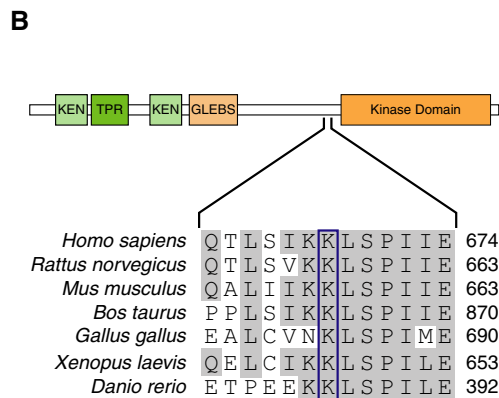 B
KEN TPR KEN GLEBS Kinase Domain
Homo sapiens QTLSIKKLSPIIE 674
Rattus norvegicus QTLSVKKLSPIIE 663
Mus musculus QALIIKKLSPIIE 663
Bos taurus PPLSIKKLSPIIE 870
Gallus gallus EALCVNKLSPIME 690
Xenopus laevis QELCIKKLSPILE 653
Danio rerio ETPEEKKLSPILE 392